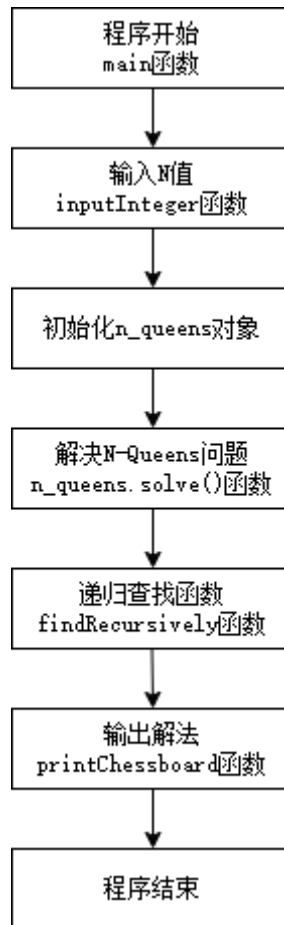 程序开始
main函数
输入N值
inputInteger函数
初始化n_queens对象
解决N-Queens问题
n_queens.solve()函数
递归查找函数
findRecursively函数
输出解法
printChessboard函数
程序结束